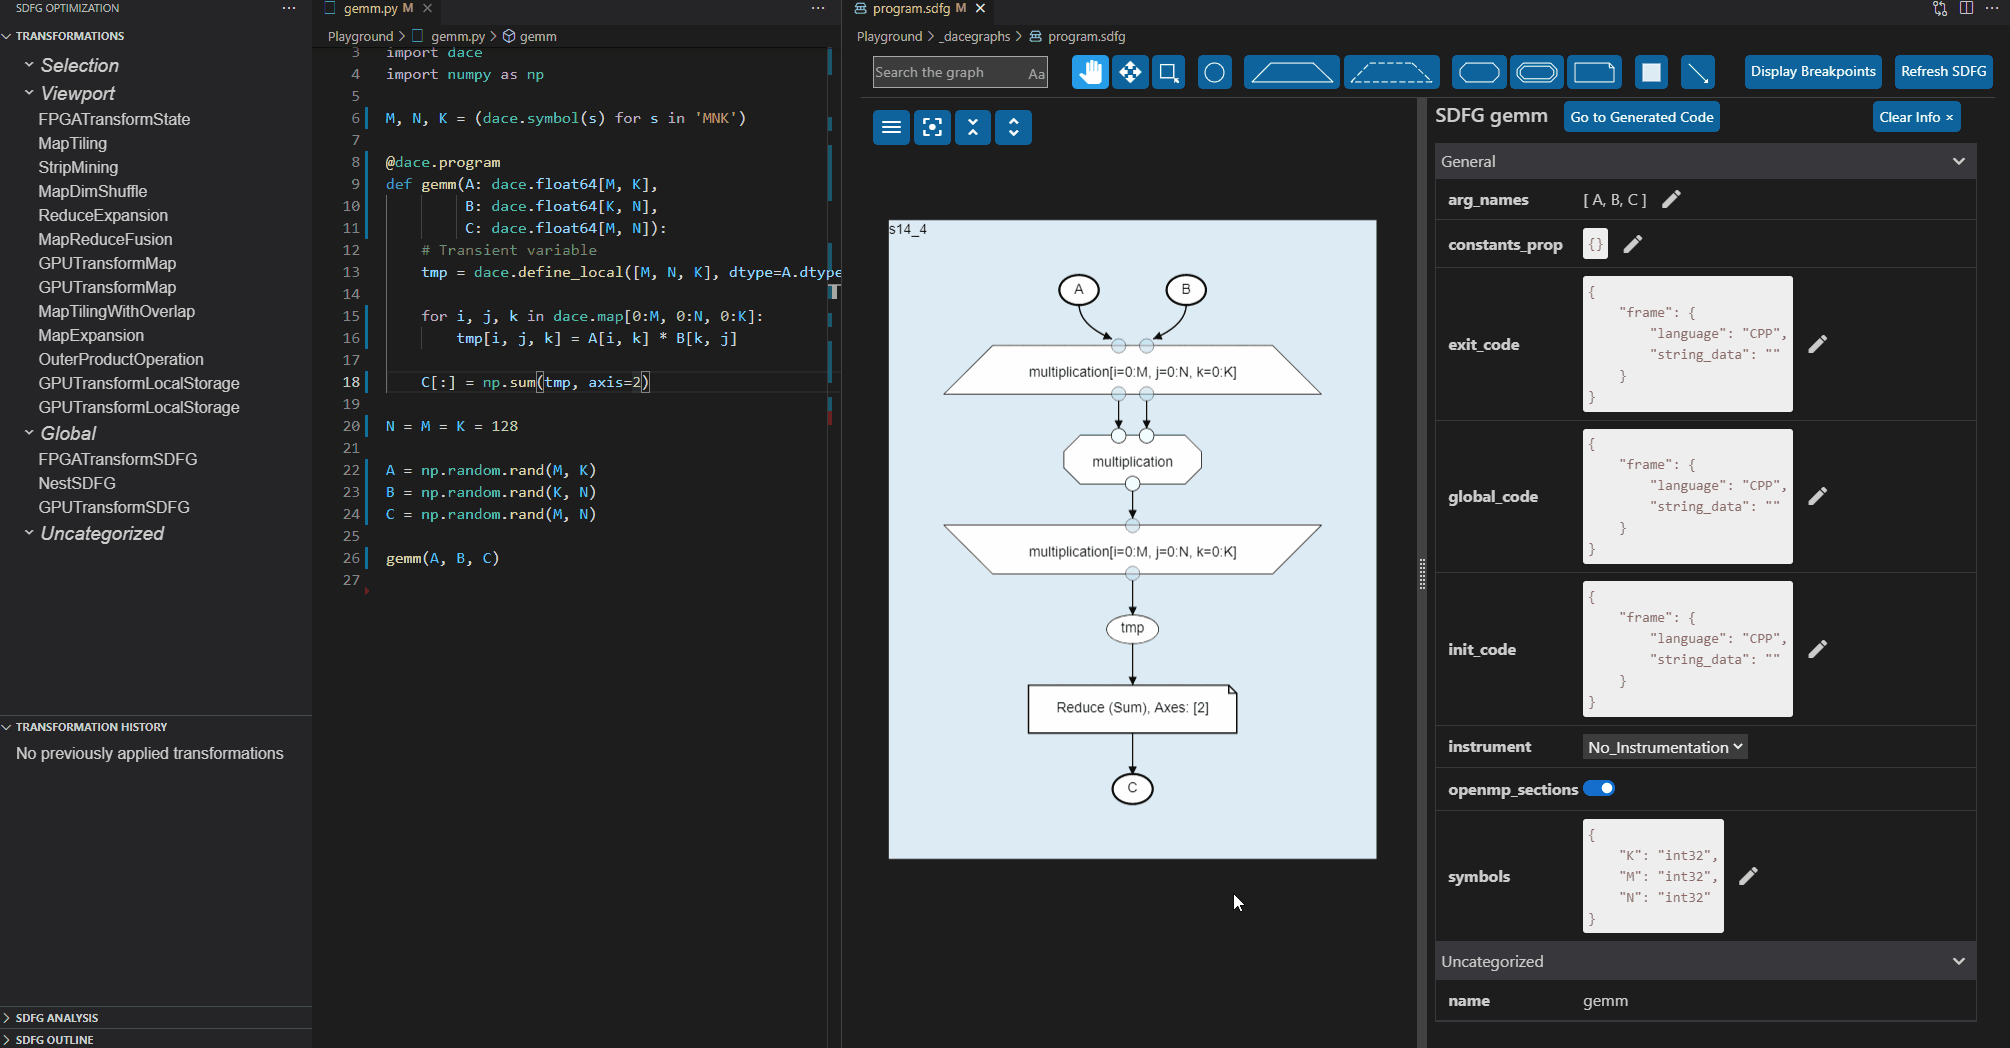 SDFG OPTIMIZATION
TRANSFORMATIONS
Selection
Viewport
FPGATransformState
MapTiling
StripMining
MapDimShuffle
ReduceExpansion
MapReduceFusion
GPUTransformMap
GPUTransformMap
MapTilingWithOverlap
MapExpansion
OuterProductOperation
GPUTransformLocalStorage
GPUTransformLocalStorage
Global
FPGATransformSDFG
NestSDFG
GPUTransformSDFG
Uncategorized
TRANSFORMATION HISTORY
No previously applied transformations
SDFG ANALYSIS
SDFG OUTLINE
gemm.py M
Playground > gemm.py > gemm
3 import dace
4 import numpy as np
5
6 M, N, K = (dace.symbol(s) for s in 'MNK')
7
8 @dace.program
9 def gemm(A: dace.float64[M, K],
10 B: dace.float64[K, N],
11 C: dace.float64[M, N]):
12 # Transient variable
13 tmp = dace.define_local([M, N, K], dtype=A.dtype
14
15 for i, j, k in dace.map[0:M, 0:N, 0:K]:
16 tmp[i, j, k] = A[i, k] * B[k, j]
17
18 C[:] = np.sum(tmp, axis=2)
19
20 N = M = K = 128
21
22 A = np.random.rand(M, K)
23 B = np.random.rand(K, N)
24 C = np.random.rand(M, N)
25
26 gemm(A, B, C)
27
program.sdfg M
Playground > _dacegraphs > program.sdfg
Search the graph Aa
Display Breakpoints
Refresh SDFG
s14_4
A
B
multiplication[i=0:M, j=0:N, k=0:K]
multiplication
multiplication[i=0:M, j=0:N, k=0:K]
tmp
Reduce (Sum), Axes: [2]
C
SDFG gemm
Go to Generated Code
Clear Info ×
General
arg_names [ A, B, C ]
constants_prop {}
exit_code
{
"frame": {
"language": "CPP",
"string_data": ""
}
}
global_code
{
"frame": {
"language": "CPP",
"string_data": ""
}
}
init_code
{
"frame": {
"language": "CPP",
"string_data": ""
}
}
instrument No_Instrumentation
openmp_sections
symbols
{
"K": "int32",
"M": "int32",
"N": "int32"
}
Uncategorized
name gemm